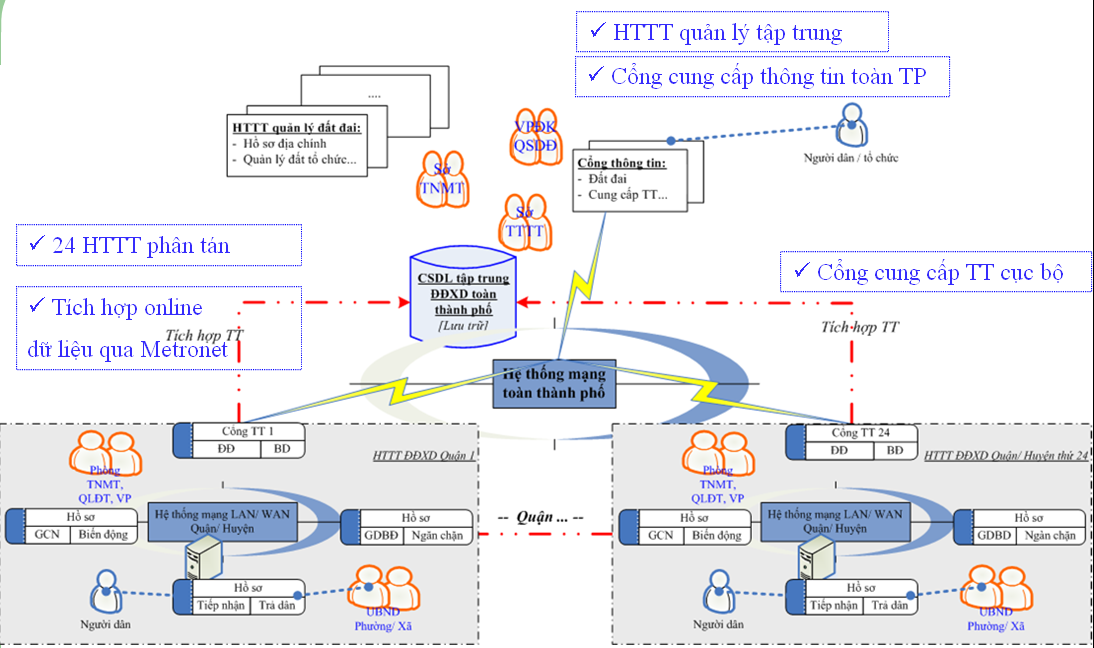 ✓ HTTT quản lý tập trung
✓ Cổng cung cấp thông tin toàn TP
....
HTTT quản lý đất đai:
- Hồ sơ địa chính
- Quản lý đất tổ chức...
VPĐK
QSDĐ
Sở
TNMT
Sở
TTTT
Cổng thông tin:
- Đất đai
- Cung cấp TT...
Người dân / tổ chức
✓ 24 HTTT phân tán
✓ Tích hợp online
dữ liệu qua Metronet
Tích hợp TT
CSDL tập trung
ĐĐXD toàn
thành phố
[Lưu trữ]
✓ Cổng cung cấp TT cục bộ
Tích hợp TT
Hệ thống mạng
toàn thành phố
Cổng TT 1
ĐĐ BD
HTTT ĐĐXD Quận 1
Phòng
TNMT,
QLĐT, VP
Hồ sơ
GCN Biến động
Hệ thống mạng LAN/ WAN
Quận/ Huyện
Hồ sơ
GDBĐ Ngăn chặn
Hồ sơ
Tiếp nhận Trả dân
Người dân
UBND
Phường/ Xã
-- Quận ... --
Cổng TT 24
ĐĐ BĐ
HTTT ĐĐXD Quận/ Huyện thứ 24
Phòng
TNMT,
QLĐT, VP
Hồ sơ
GCN Biến động
Hệ thống mạng LAN/ WAN
Quận/ Huyện
Hồ sơ
GDBD Ngăn chặn
Hồ sơ
Tiếp nhận Trả dân
Người dân
UBND
Phường/ Xã